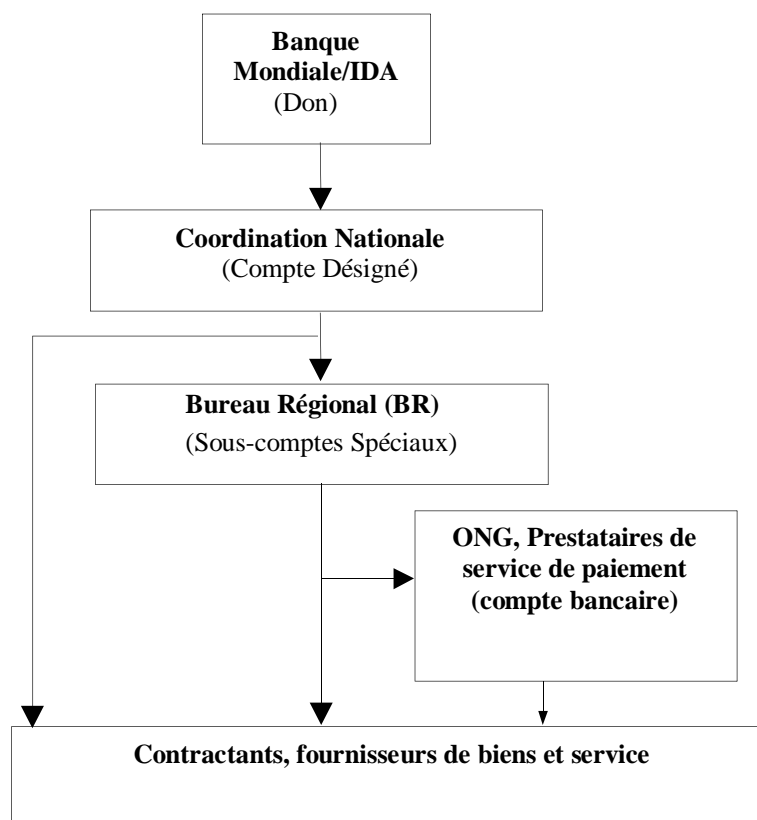 Banque
Mondiale/IDA
(Don)
Coordination Nationale
(Compte Désigné)
Bureau Régional (BR)
(Sous-comptes Spéciaux)
ONG, Prestataires de
service de paiement
(compte bancaire)
Contractants, fournisseurs de biens et service